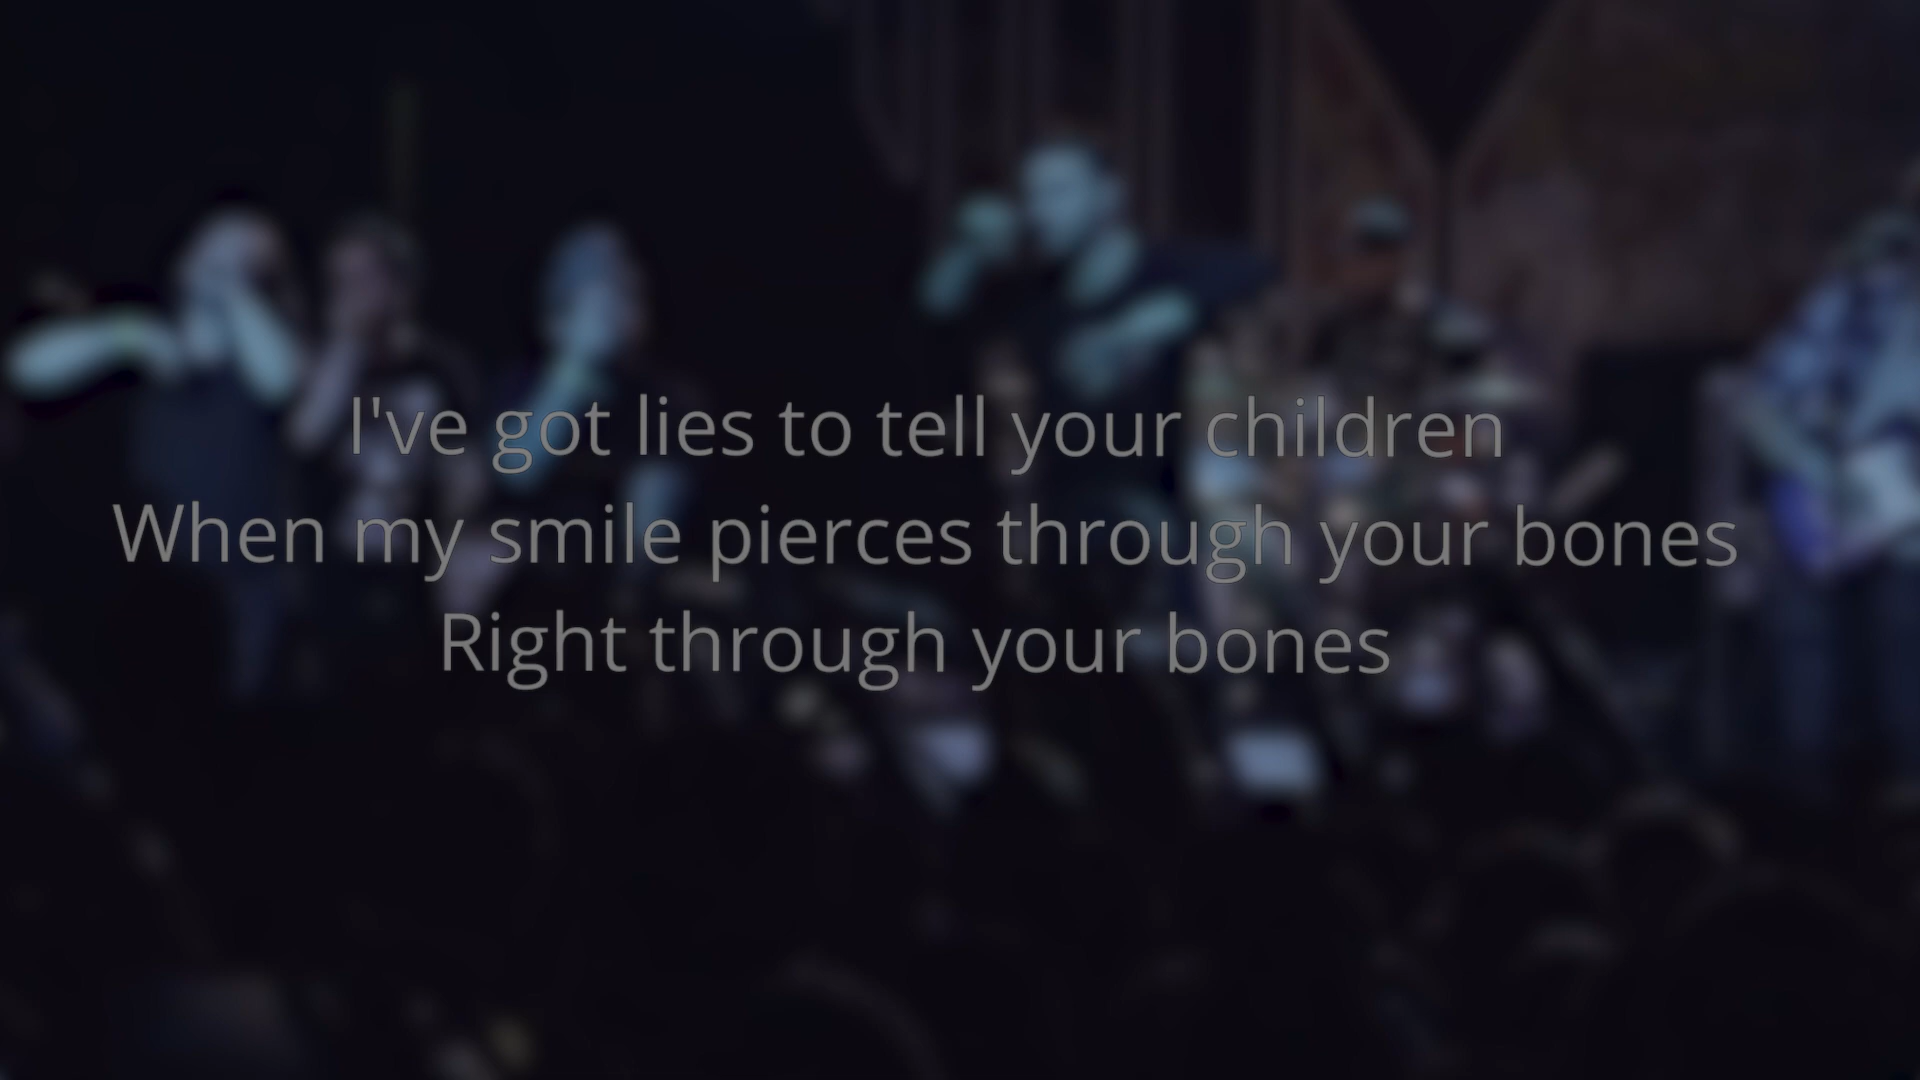 I've got lies to tell your children
When my smile pierces through your bones
Right through your bones